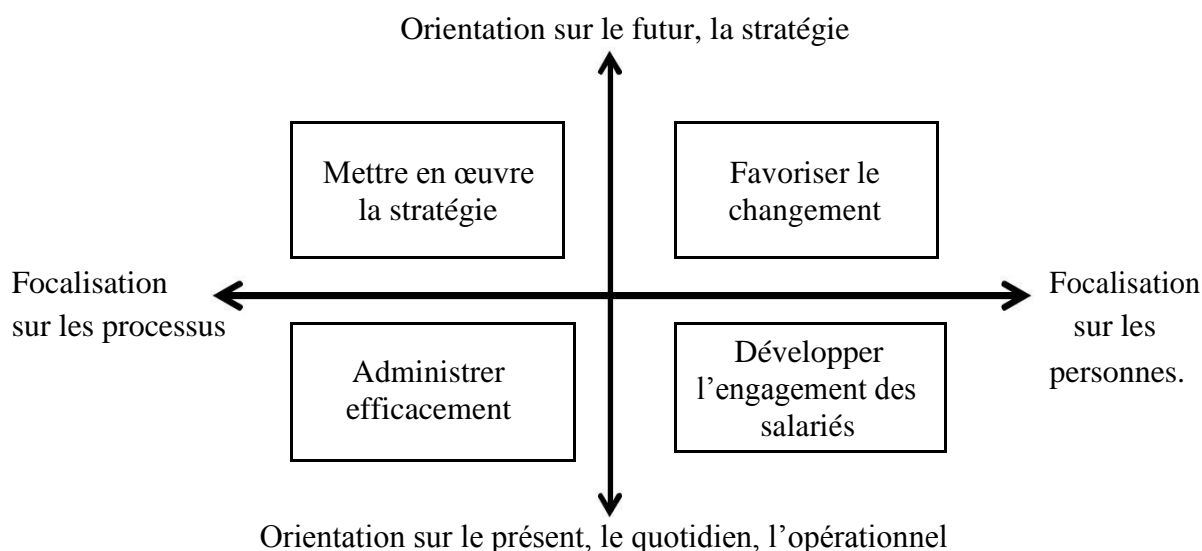 Orientation sur le futur, la stratégie
Mettre en œuvre
la stratégie
Favoriser le
changement
Focalisation
sur les processus
Focalisation
sur les
personnes.
Administrer
efficacement
Développer
l’engagement des
salariés
Orientation sur le présent, le quotidien, l’opérationnel